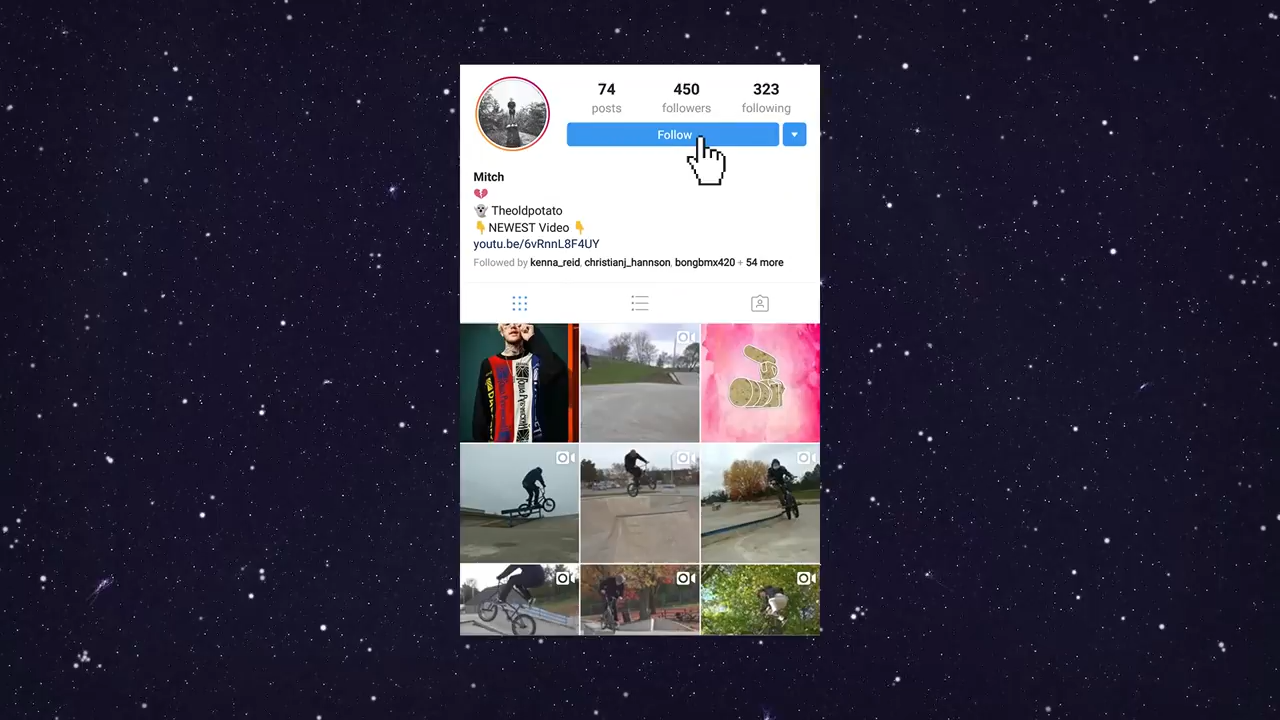 74 450 323
posts followers following
Follow
Mitch
💔
👻 Theoldpotato
👇NEWEST Video 👇
youtu.be/6vRnnL8F4UY
Followed by kenna_reid, christianj_hannson, bongbmx420 + 54 more